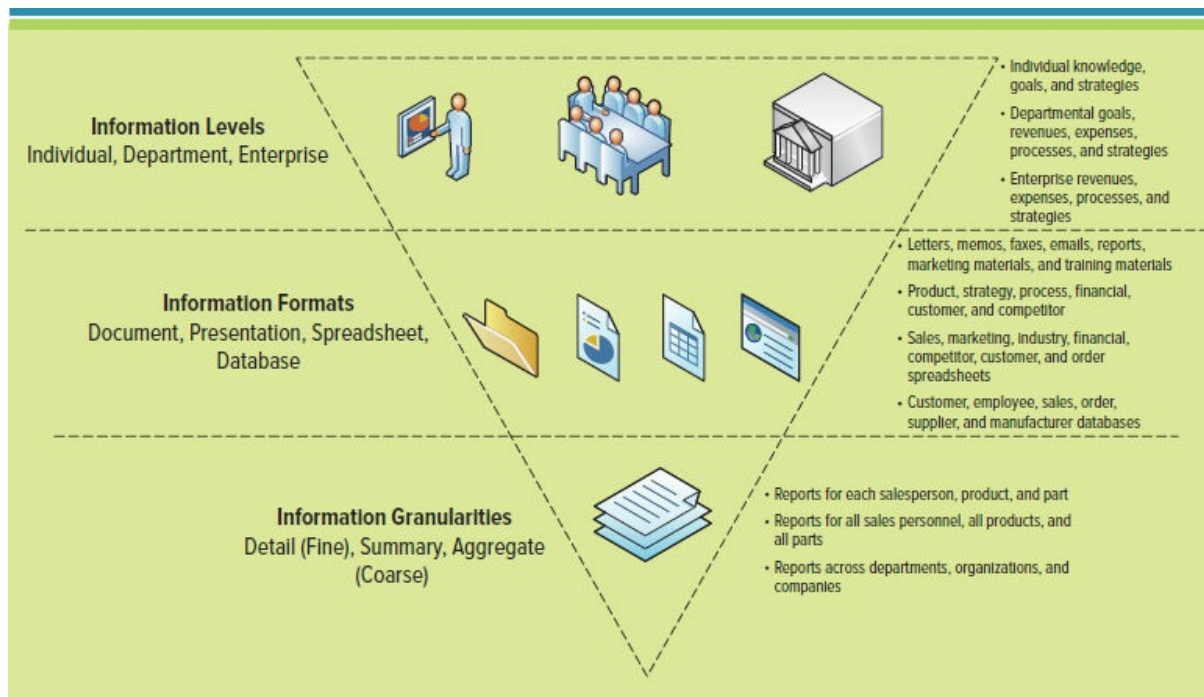 Information Levels
Individual, Department, Enterprise
• Individual knowledge,
goals, and strategies
• Departmental goals,
revenues, expenses,
processes, and strategies
• Enterprise revenues,
expenses, processes, and
strategies
Information Formats
Document, Presentation, Spreadsheet,
Database
• Letters, memos, faxes, emails, reports,
marketing materials, and training materials
• Product, strategy, process, financial,
customer, and competitor
• Sales, marketing, industry, financial,
competitor, customer, and order
spreadsheets
• Customer, employee, sales, order,
supplier, and manufacturer databases
Information Granularities
Detail (Fine), Summary, Aggregate
(Coarse)
• Reports for each salesperson, product, and part
• Reports for all sales personnel, all products, and
all parts
• Reports across departments, organizations, and
companies